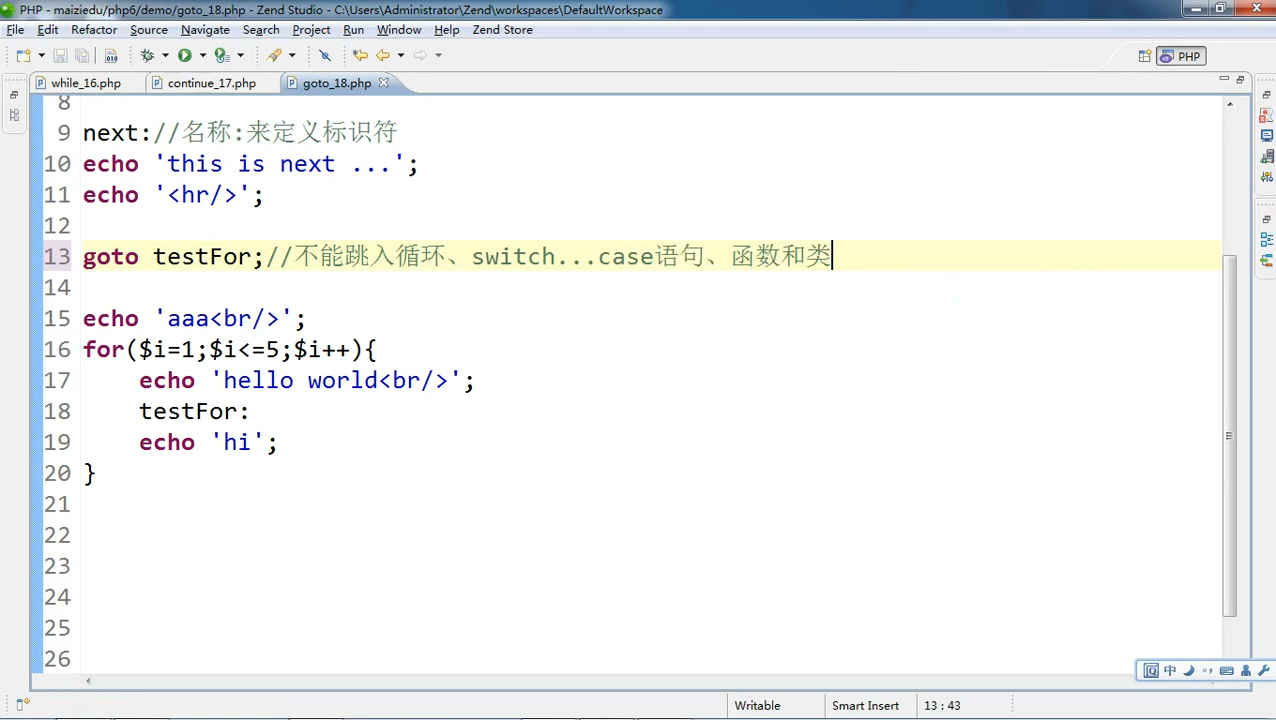 PHP - maiziedu/php6/demo/goto_18.php - Zend Studio - C:\Users\Administrator\Zend\workspaces\DefaultWorkspace
File Edit Refactor Source Navigate Search Project Run Window Help Zend Store
PHP
while_16.php continue_17.php goto_18.php
8
9 next://名称:来定义标识符
10 echo 'this is next ...';
11 echo '<hr/>';
12
13 goto testFor;//不能跳入循环、switch...case语句、函数和类
14
15 echo 'aaa<br/>';
16 for($i=1;$i<=5;$i++){
17 echo 'hello world<br/>';
18 testFor:
19 echo 'hi';
20 }
21
22
23
24
25
26
中
Writable Smart Insert 13 : 43